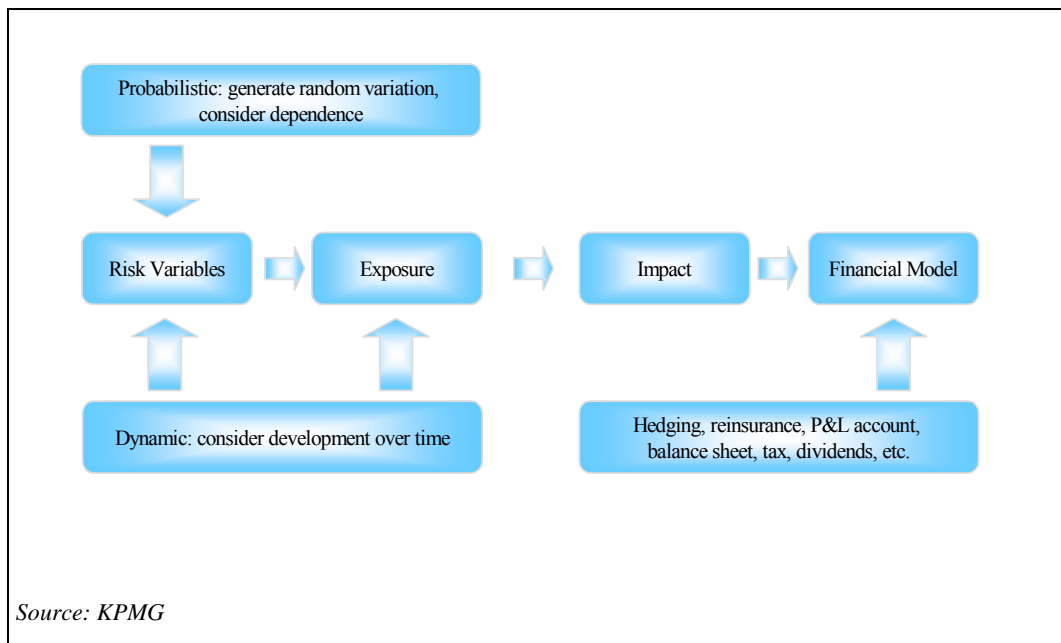 Probabilistic: generate random variation,
consider dependence
Risk Variables
Exposure
Impact
Financial Model
Dynamic: consider development over time
Hedging, reinsurance, P&L account,
balance sheet, tax, dividends, etc.
Source: KPMG